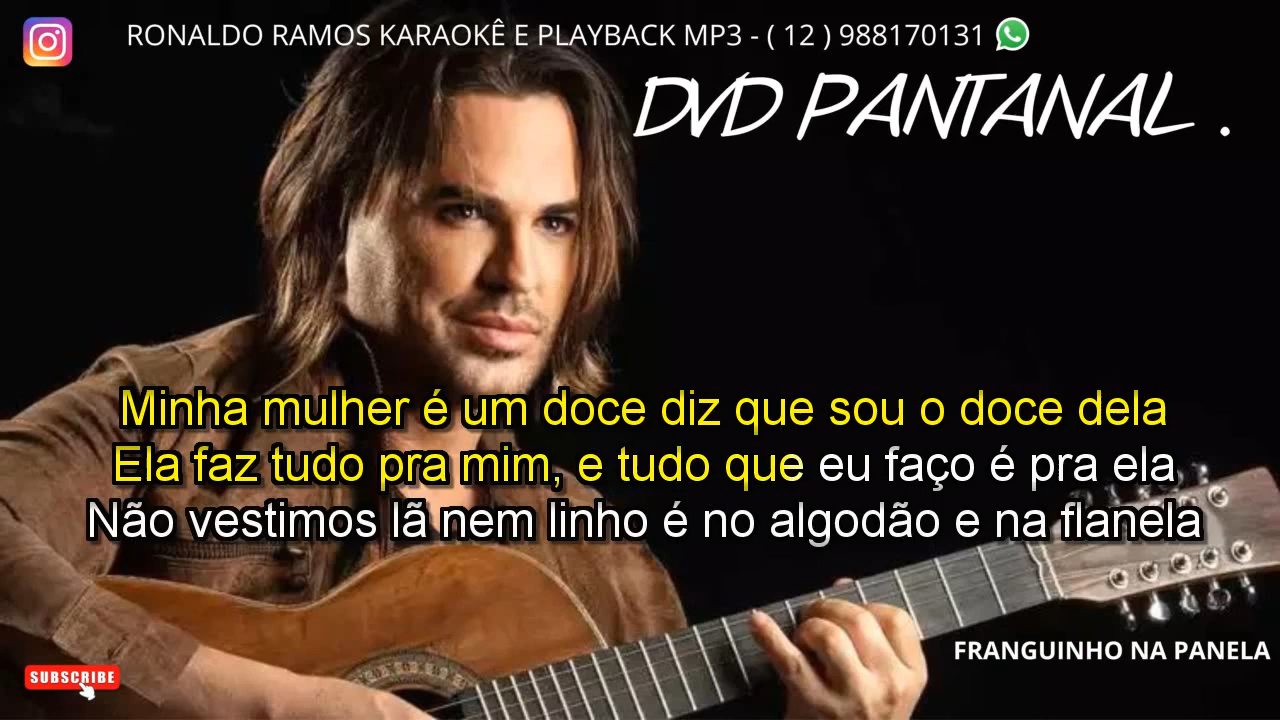 RONALDO RAMOS KARAOKÊ E PLAYBACK MP3 - ( 12 ) 988170131
DVD PANTANAL .
Minha mulher é um doce diz que sou o doce dela
Ela faz tudo pra mim, e tudo que eu faço é pra ela
Não vestimos lã nem linho é no algodão e na flanela
FRANGUINHO NA PANELA
SUBSCRIBE